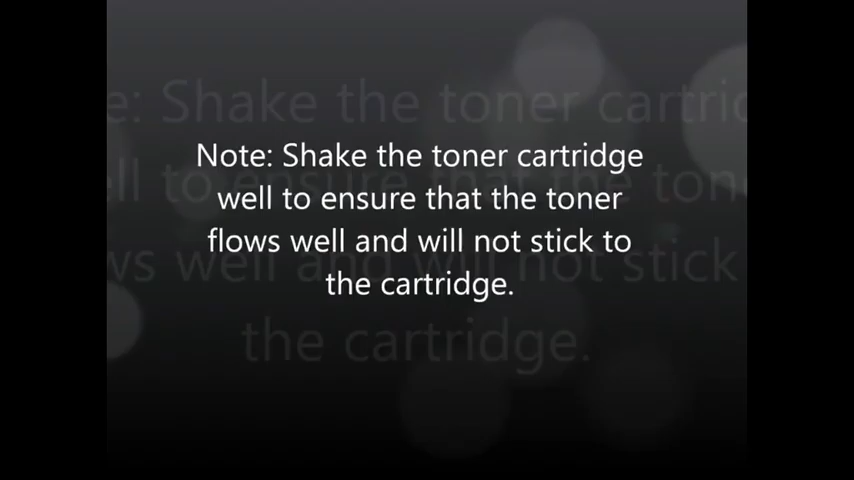 Note: Shake the toner cartridge
well to ensure that the toner
flows well and will not stick to
the cartridge.